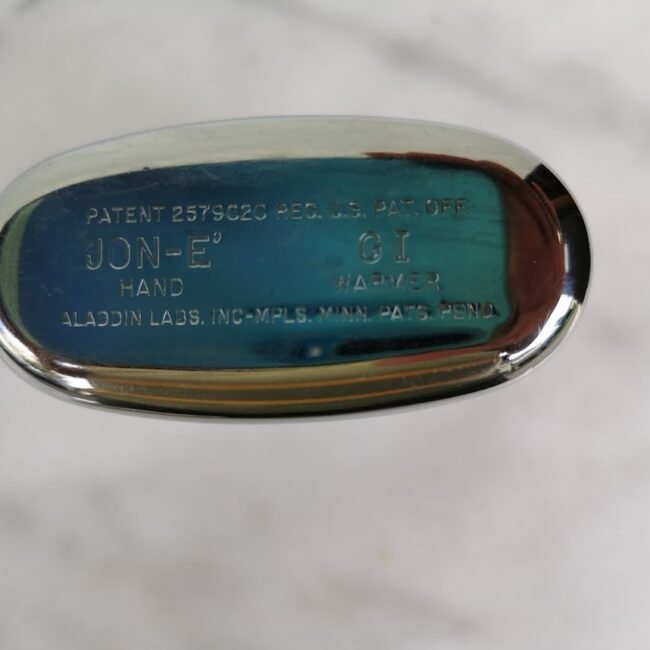 PATENT 2579620 REG. U.S. PAT. OFF.
JON-E' GI
HAND WARMER
ALADDIN LABS. INC-MPLS. MINN. PATS. PEND.